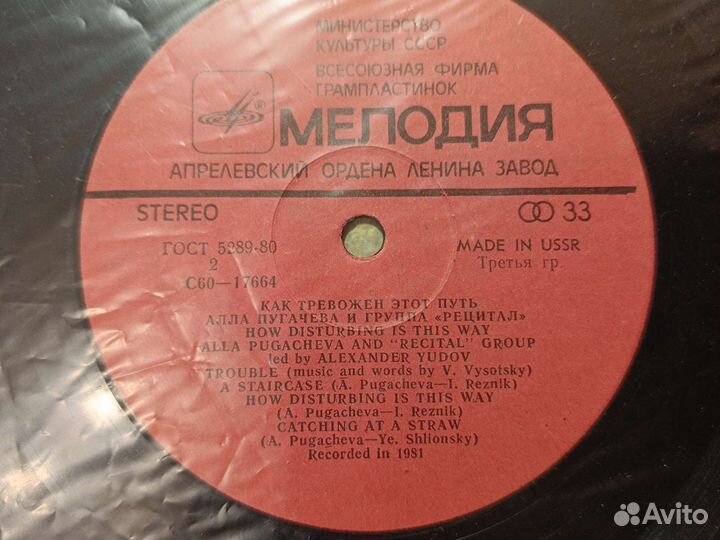 МИНИСТЕРСТВО
КУЛЬТУРЫ СССР
ВСЕСОЮЗНАЯ ФИРМА
ГРАМПЛАСТИНОК
® МЕЛОДИЯ
АПРЕЛЕВСКИЙ ОРДЕНА ЛЕНИНА ЗАВОД
STEREO 33
ГОСТ 5289-80 MADE IN USSR
2 Третья гр.
С60—17664
КАК ТРЕВОЖЕН ЭТОТ ПУТЬ
АЛЛА ПУГАЧЕВА И ГРУППА «РЕЦИТАЛ»
HOW DISTURBING IS THIS WAY
ALLA PUGACHEVA AND "RECITAL" GROUP
led by ALEXANDER YUDOV
TROUBLE (music and words by V. Vysotsky)
A STAIRCASE (A. Pugacheva—I. Reznik)
HOW DISTURBING IS THIS WAY
(A. Pugacheva—I. Reznik)
CATCHING AT A STRAW
(A. Pugacheva—Ye. Shlionsky)
Recorded in 1981
Avito